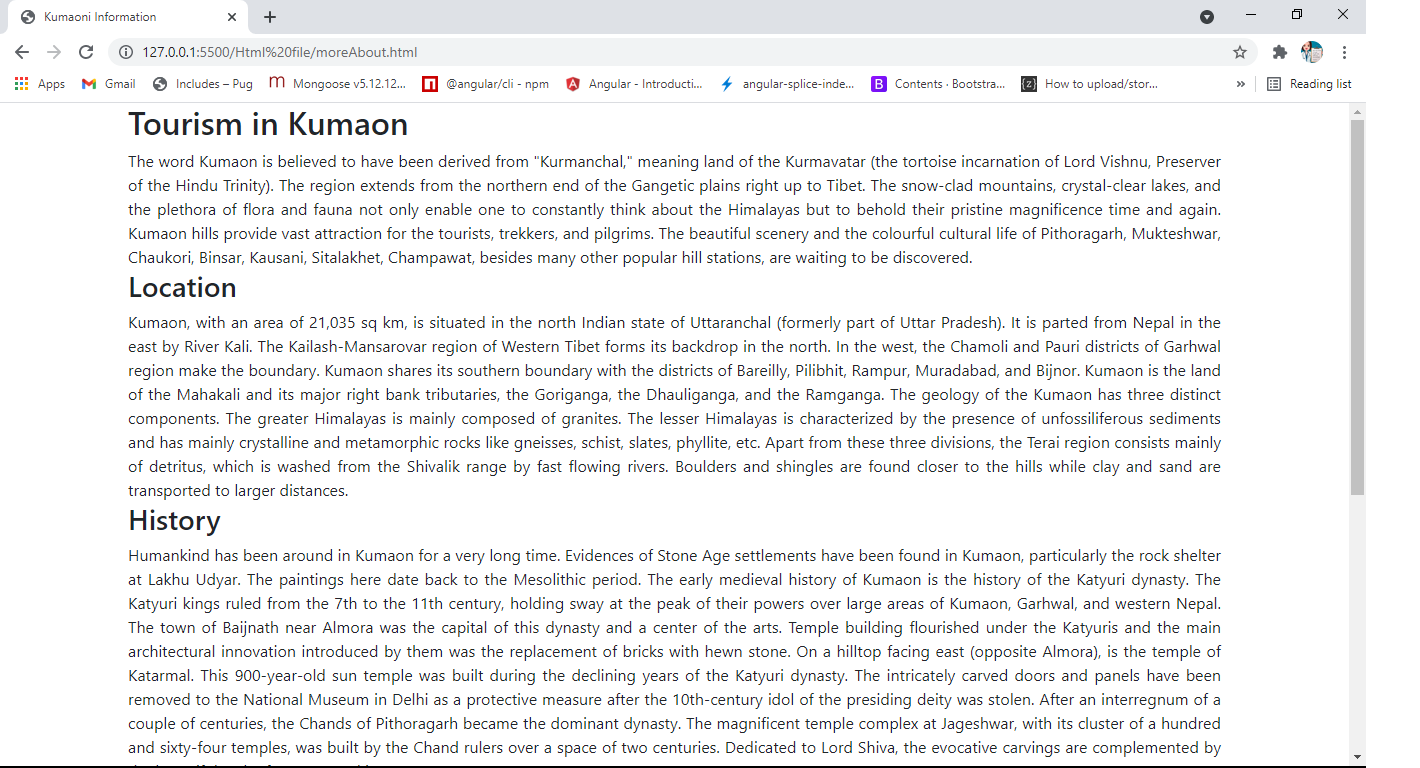 Kumaoni Information
127.0.0.1:5500/Html%20file/moreAbout.html
Apps Gmail Includes – Pug Mongoose v5.12.12... @angular/cli - npm Angular - Introducti... angular-splice-inde... Contents · Bootstra... How to upload/stor... » Reading list
Tourism in Kumaon
The word Kumaon is believed to have been derived from "Kurmanchal," meaning land of the Kurmavatar (the tortoise incarnation of Lord Vishnu, Preserver
of the Hindu Trinity). The region extends from the northern end of the Gangetic plains right up to Tibet. The snow-clad mountains, crystal-clear lakes, and
the plethora of flora and fauna not only enable one to constantly think about the Himalayas but to behold their pristine magnificence time and again.
Kumaon hills provide vast attraction for the tourists, trekkers, and pilgrims. The beautiful scenery and the colourful cultural life of Pithoragarh, Mukteshwar,
Chaukori, Binsar, Kausani, Sitalakhet, Champawat, besides many other popular hill stations, are waiting to be discovered.
Location
Kumaon, with an area of 21,035 sq km, is situated in the north Indian state of Uttaranchal (formerly part of Uttar Pradesh). It is parted from Nepal in the
east by River Kali. The Kailash-Mansarovar region of Western Tibet forms its backdrop in the north. In the west, the Chamoli and Pauri districts of Garhwal
region make the boundary. Kumaon shares its southern boundary with the districts of Bareilly, Pilibhit, Rampur, Muradabad, and Bijnor. Kumaon is the land
of the Mahakali and its major right bank tributaries, the Goriganga, the Dhauliganga, and the Ramganga. The geology of the Kumaon has three distinct
components. The greater Himalayas is mainly composed of granites. The lesser Himalayas is characterized by the presence of unfossiliferous sediments
and has mainly crystalline and metamorphic rocks like gneisses, schist, slates, phyllite, etc. Apart from these three divisions, the Terai region consists mainly
of detritus, which is washed from the Shivalik range by fast flowing rivers. Boulders and shingles are found closer to the hills while clay and sand are
transported to larger distances.
History
Humankind has been around in Kumaon for a very long time. Evidences of Stone Age settlements have been found in Kumaon, particularly the rock shelter
at Lakhu Udyar. The paintings here date back to the Mesolithic period. The early medieval history of Kumaon is the history of the Katyuri dynasty. The
Katyuri kings ruled from the 7th to the 11th century, holding sway at the peak of their powers over large areas of Kumaon, Garhwal, and western Nepal.
The town of Baijnath near Almora was the capital of this dynasty and a center of the arts. Temple building flourished under the Katyuris and the main
architectural innovation introduced by them was the replacement of bricks with hewn stone. On a hilltop facing east (opposite Almora), is the temple of
Katarmal. This 900-year-old sun temple was built during the declining years of the Katyuri dynasty. The intricately carved doors and panels have been
removed to the National Museum in Delhi as a protective measure after the 10th-century idol of the presiding deity was stolen. After an interregnum of a
couple of centuries, the Chands of Pithoragarh became the dominant dynasty. The magnificent temple complex at Jageshwar, with its cluster of a hundred
and sixty-four temples, was built by the Chand rulers over a space of two centuries. Dedicated to Lord Shiva, the evocative carvings are complemented by